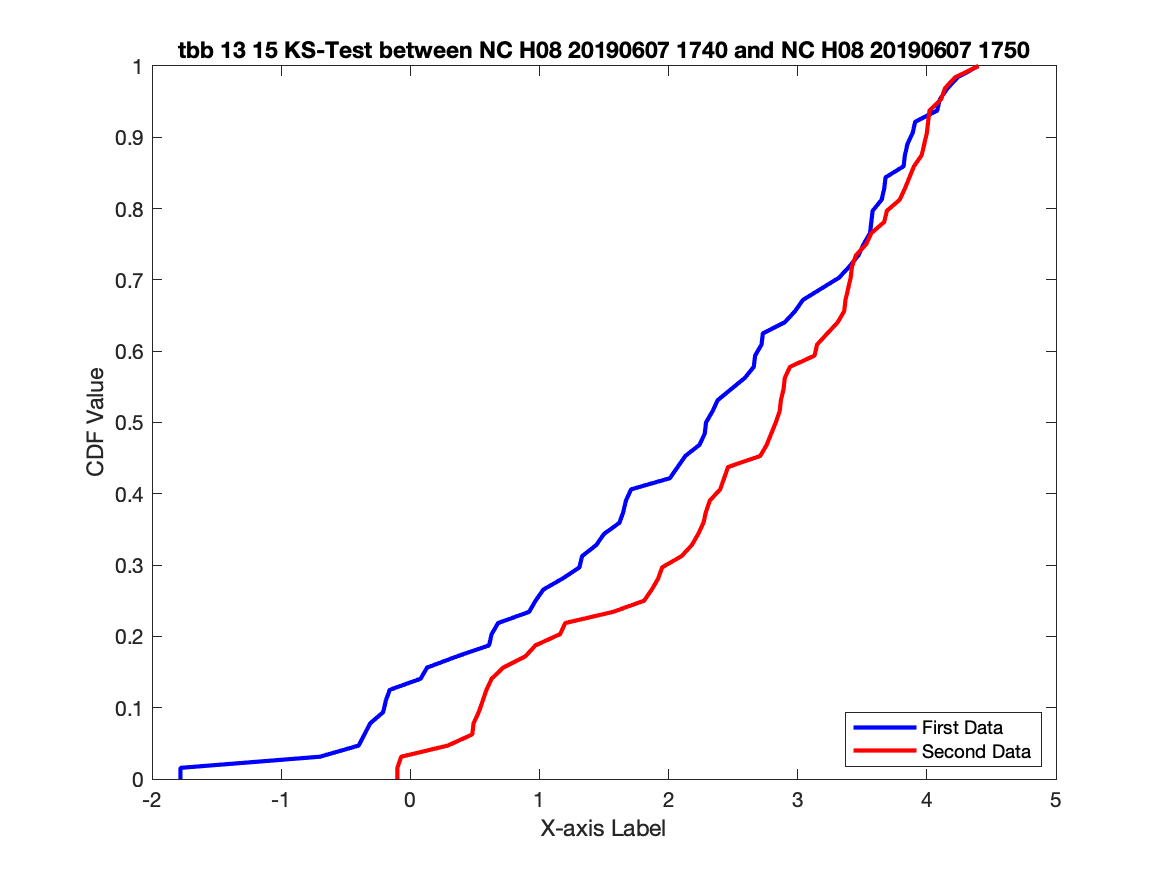 tbb 13 15 KS-Test between NC H08 20190607 1740 and NC H08 20190607 1750
1
0.9
0.8
0.7
0.6
0.5
0.4
0.3
0.2
0.1
0
CDF Value
-2 -1 0 1 2 3 4 5
X-axis Label
First Data
Second Data